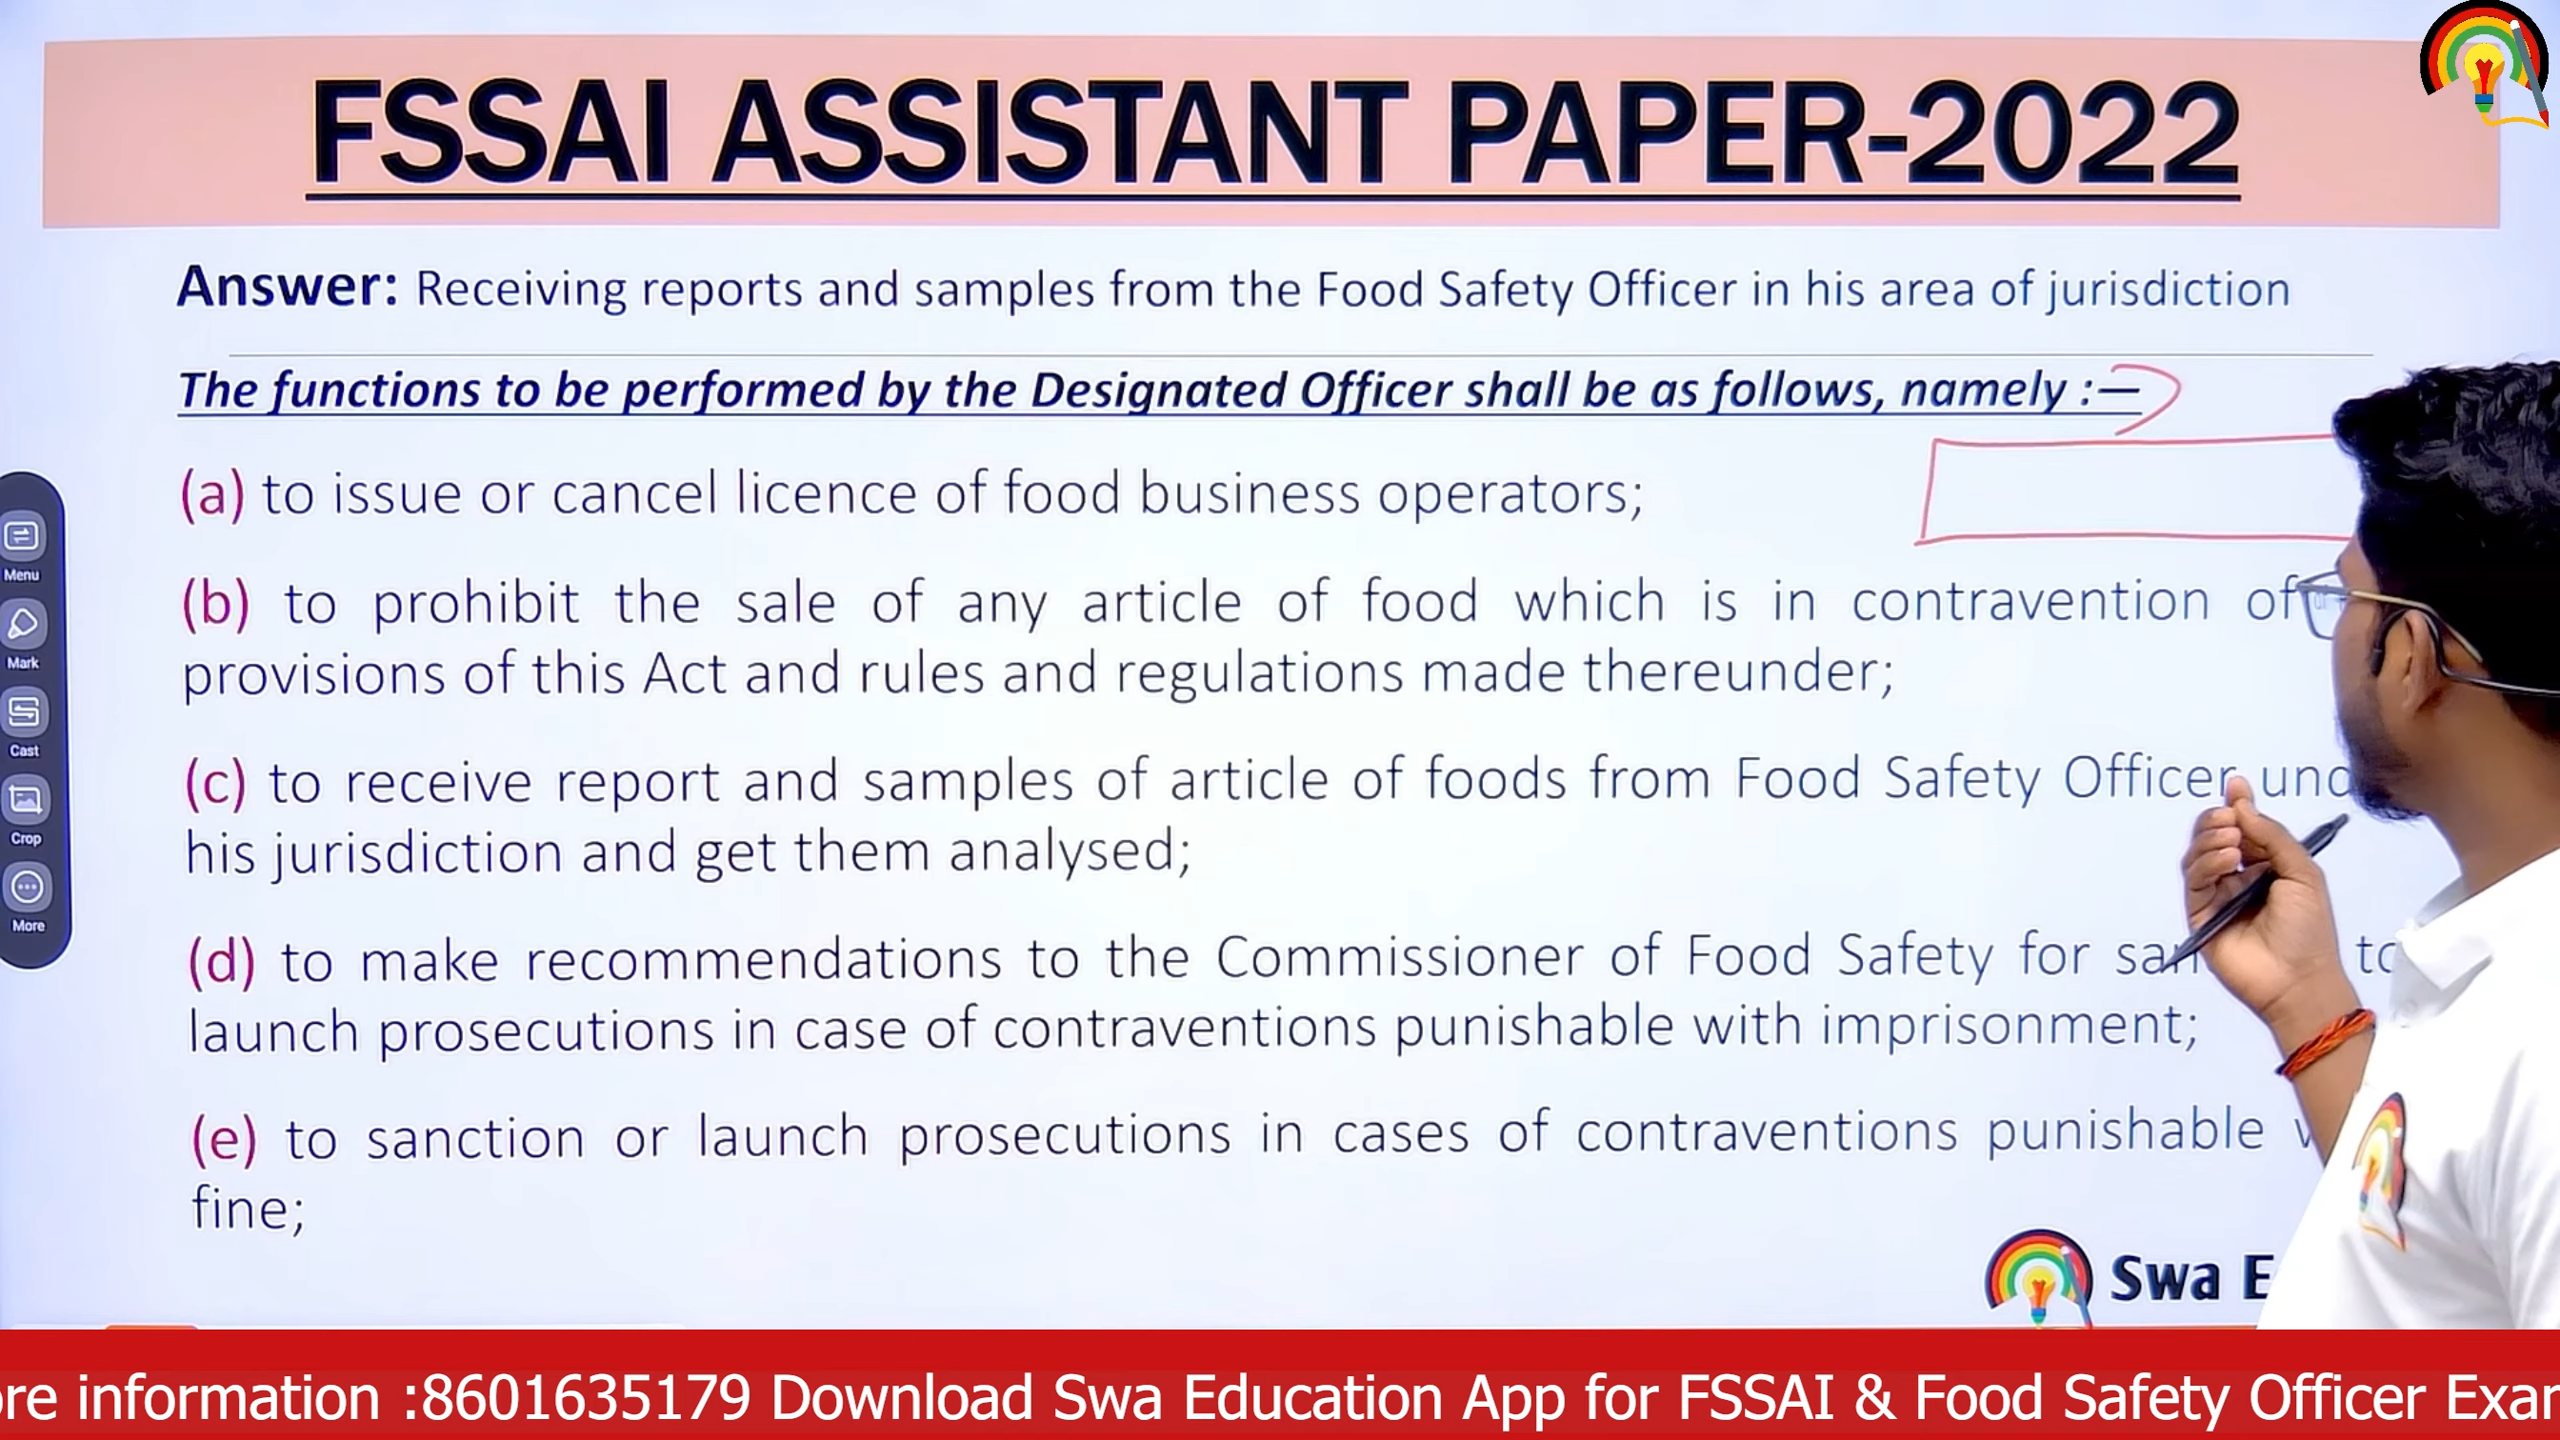 FSSAI ASSISTANT PAPER-2022
Answer: Receiving reports and samples from the Food Safety Officer in his area of jurisdiction
The functions to be performed by the Designated Officer shall be as follows, namely :—
(a) to issue or cancel licence of food business operators;
(b) to prohibit the sale of any article of food which is in contravention of
provisions of this Act and rules and regulations made thereunder;
Menu
Mark
Cast
(c) to receive report and samples of article of foods from Food Safety Officer
his jurisdiction and get them analysed;
Crop
More
(d) to make recommendations to the Commissioner of Food Safety for
launch prosecutions in case of contraventions punishable with imprisonment;
(e) to sanction or launch prosecutions in cases of contraventions punishable
fine;
Swa
information :8601635179 Download Swa Education App for FSSAI & Food Safety Officer